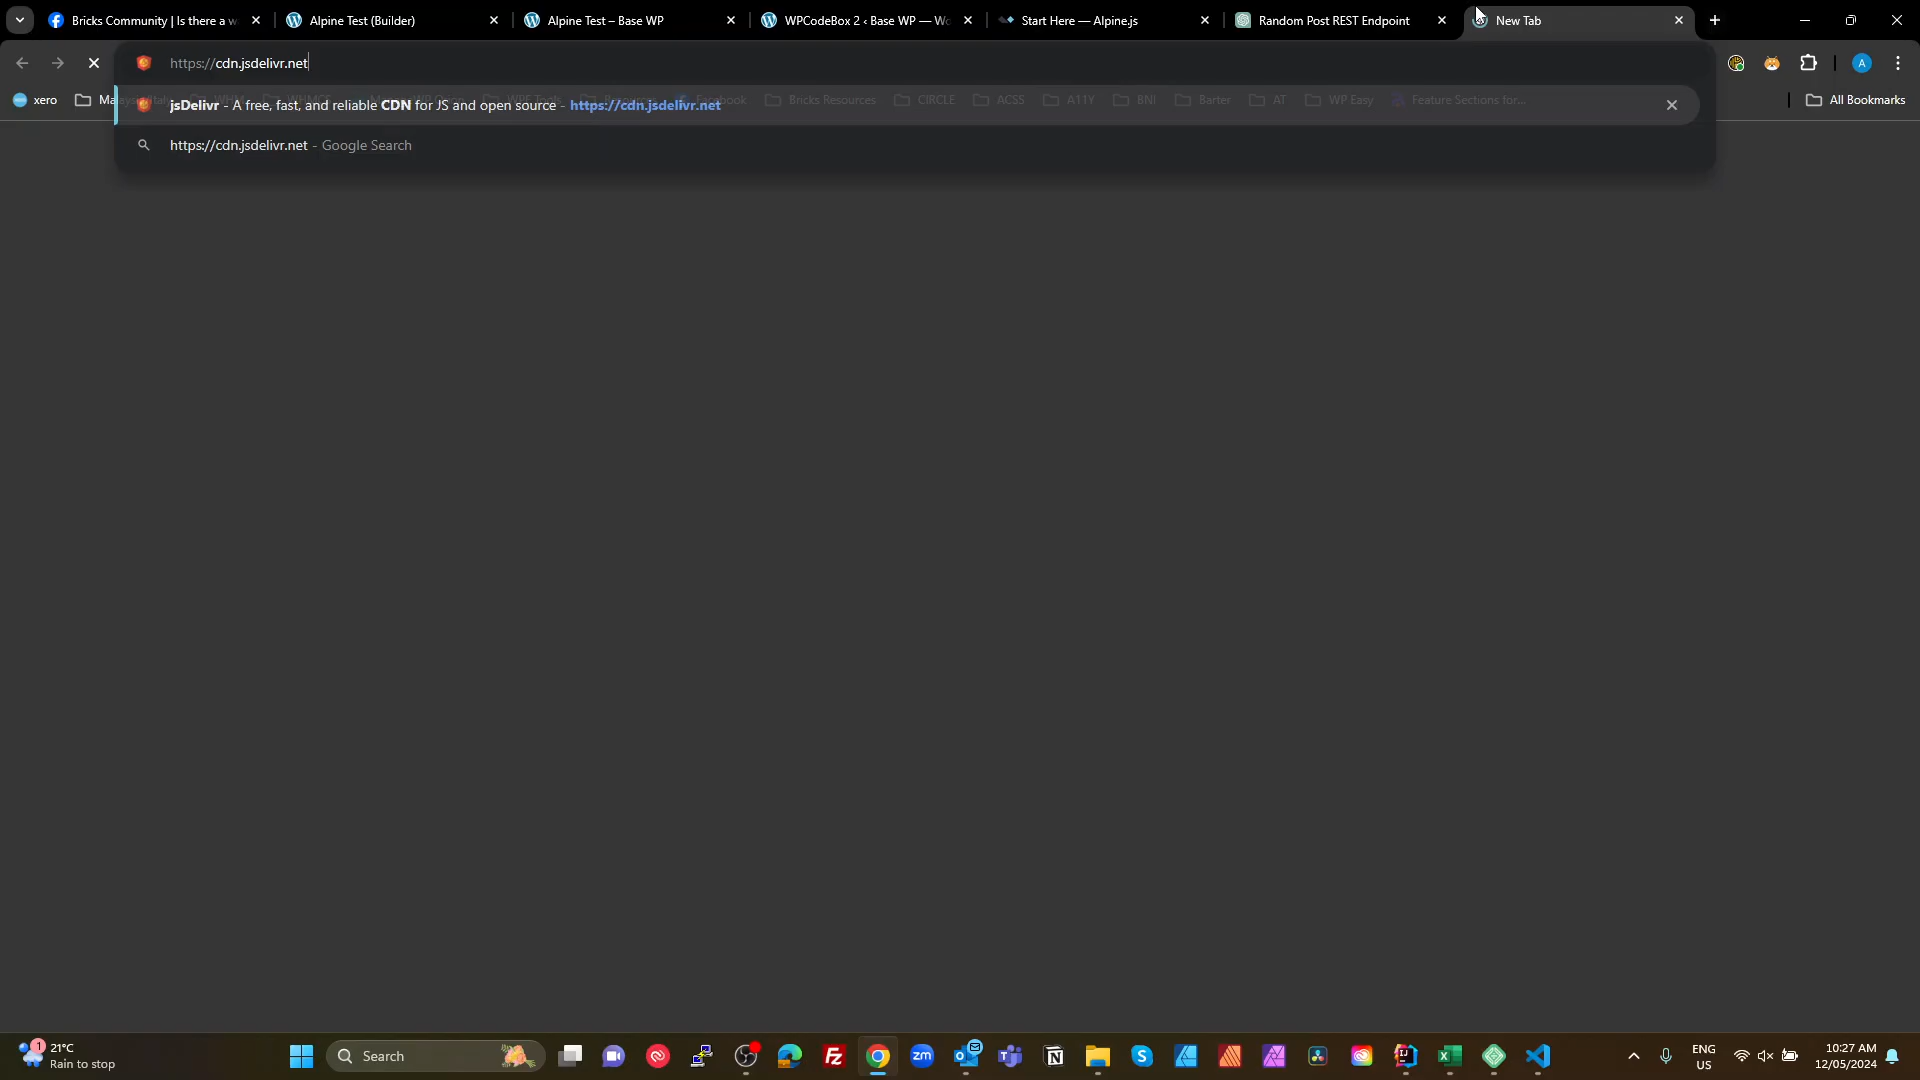 Bricks Community | Is there a w
Alpine Test (Builder)
Alpine Test – Base WP
WPCodeBox 2 ‹ Base WP — Wo
Start Here — Alpine.js
Random Post REST Endpoint
New Tab
https://cdn.jsdelivr.net
A
xero
jsDelivr - A free, fast, and reliable CDN for JS and open source - https://cdn.jsdelivr.net
Bricks Resources
CIRCLE
ACSS
A11Y
BNI
Barter
AT
WP Easy
Feature Sections for...
All Bookmarks
https://cdn.jsdelivr.net - Google Search
1
21°C
Rain to stop
Search
zm
ENG
US
10:27 AM
12/05/2024